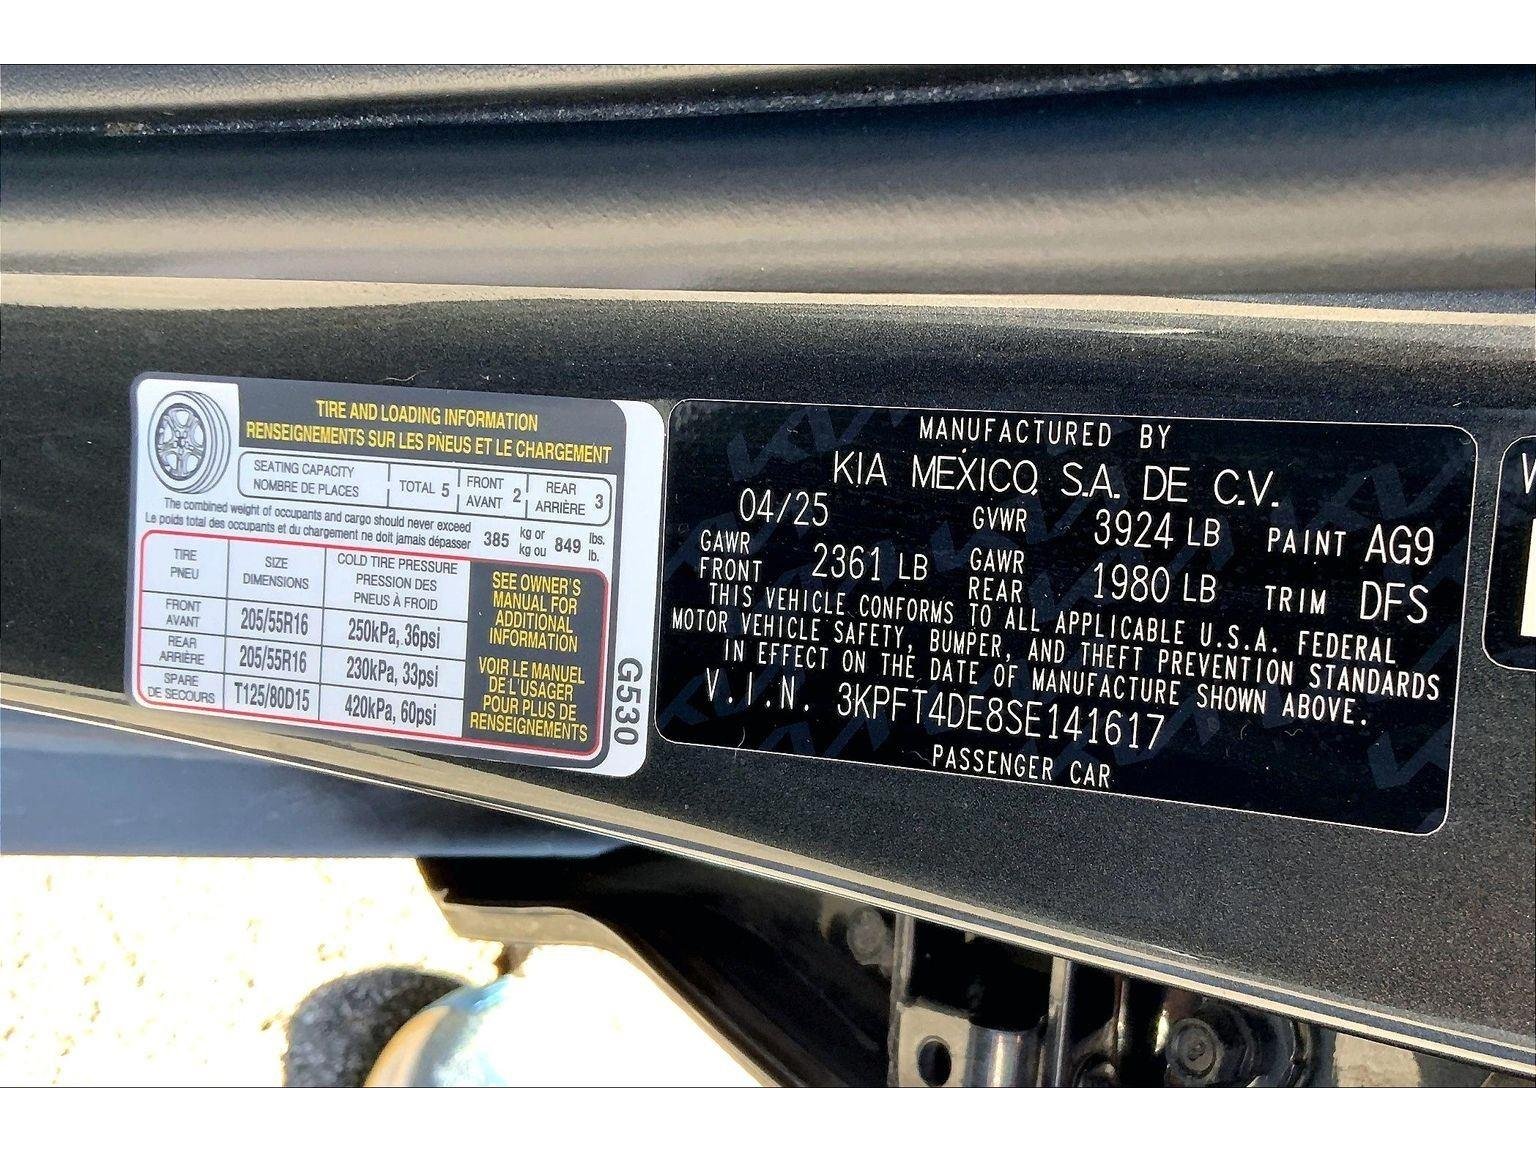 TIRE AND LOADING INFORMATION
RENSEIGNEMENTS SUR LES PNEUS ET LE CHARGEMENT
SEATING CAPACITY
NOMBRE DE PLACES
TOTAL 5
FRONT
AVANT 2
REAR
ARRIÈRE 3
The combined weight of occupants and cargo should never exceed
Le poids total des occupants et du chargement ne doit jamais dépasser
385 kg or
kg ou
849 lbs.
lb.
TIRE
PNEU
SIZE
DIMENSIONS
COLD TIRE PRESSURE
PRESSION DES
PNEUS À FROID
FRONT
AVANT
205/55R16
250kPa, 36psi
REAR
ARRIÈRE
205/55R16
230kPa, 33psi
SPARE
DE SECOURS
T125/80D15
420kPa, 60psi
SEE OWNER'S
MANUAL FOR
ADDITIONAL
INFORMATION
VOIR LE MANUEL
DE L'USAGER
POUR PLUS DE
RENSEIGNEMENTS
G530
MANUFACTURED BY
KIA MEXICO, S.A. DE C.V.
04/25 GVWR 3924 LB PAINT AG9
GAWR
FRONT 2361 LB GAWR
REAR 1980 LB TRIM DFS
THIS VEHICLE CONFORMS TO ALL APPLICABLE U.S.A. FEDERAL
MOTOR VEHICLE SAFETY, BUMPER, AND THEFT PREVENTION STANDARDS
IN EFFECT ON THE DATE OF MANUFACTURE SHOWN ABOVE.
V.I.N. 3KPFT4DE8SE141617
PASSENGER CAR